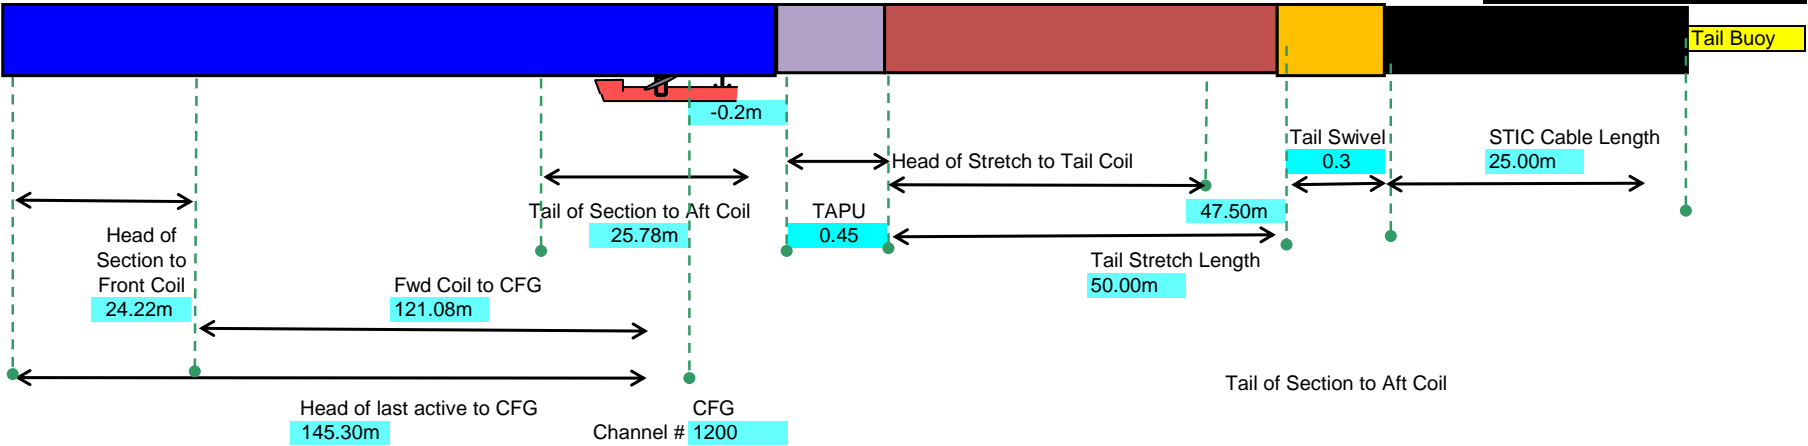 Tail Buoy
-0.2m
Tail Swivel
0.3
STIC Cable Length
25.00m
Head of Stretch to Tail Coil
47.50m
Tail of Section to Aft Coil
25.78m
TAPU
0.45
Head of
Section to
Front Coil
24.22m
Tail Stretch Length
50.00m
Fwd Coil to CFG
121.08m
Tail of Section to Aft Coil
Head of last active to CFG
145.30m
CFG
Channel # 1200